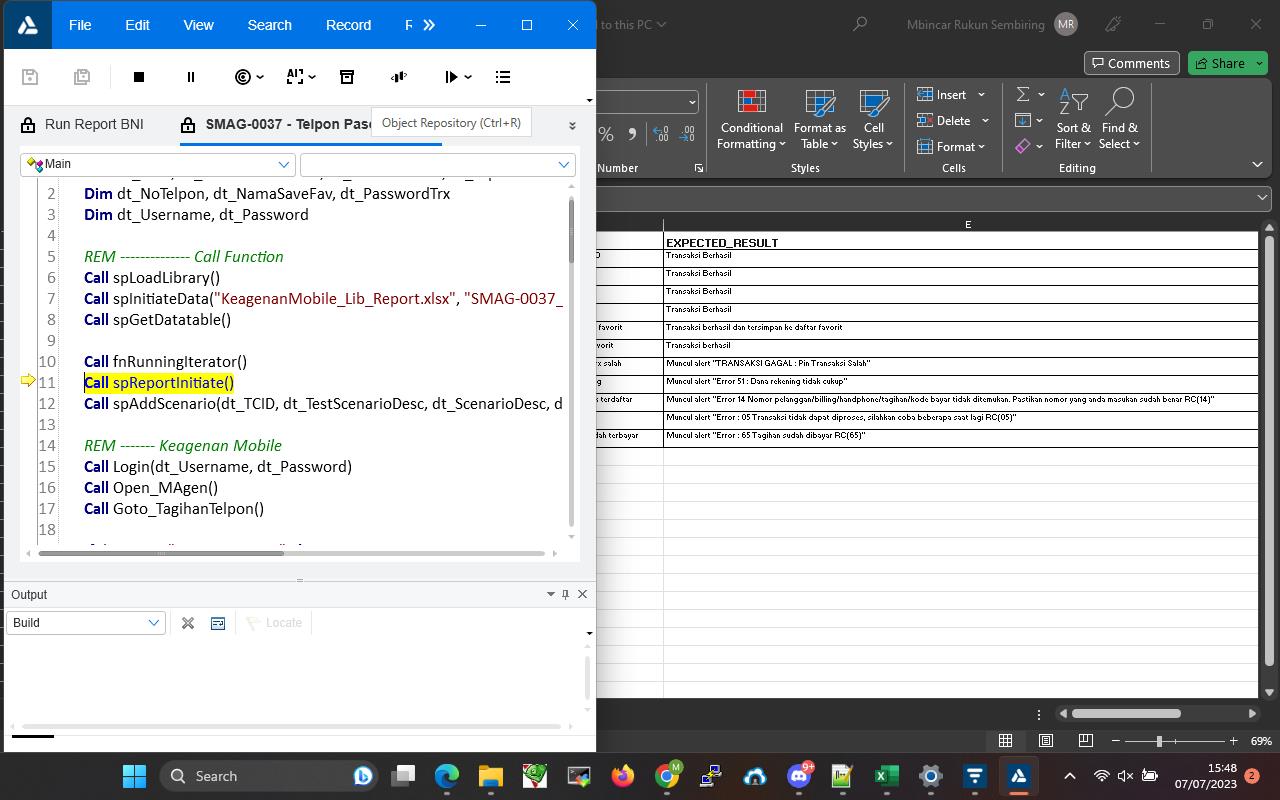 File Edit View Search Record
d to this PC
Mbincar Rukun Sembiring MR
Comments Share
Run Report BNI
SMAG-0037 - Telpon Pasc
Object Repository (Ctrl+R)
Main
Conditional Formatting
Format as Table
Cell Styles
Insert
Delete
Format
Sort & Filter
Find & Select
Number Styles Cells Editing
2 Dim dt_NoTelpon, dt_NamaSaveFav, dt_PasswordTrx
3 Dim dt_Username, dt_Password
4
5 REM -------------- Call Function
6 Call spLoadLibrary()
7 Call spInitiateData("KeagenanMobile_Lib_Report.xlsx", "SMAG-0037_
8 Call spGetDatatable()
9
10 Call fnRunningIterator()
11 Call spReportInitiate()
12 Call spAddScenario(dt_TCID, dt_TestScenarioDesc, dt_ScenarioDesc, d
13
14 REM ------- Keagenan Mobile
15 Call Login(dt_Username, dt_Password)
16 Call Open_MAgen()
17 Call Goto_TagihanTelpon()
18
E
EXPECTED_RESULT
Transaksi Berhasil
Transaksi Berhasil
Transaksi Berhasil
Transaksi Berhasil
favorit Transaksi berhasil dan tersimpan ke daftar favorit
vorit Transaksi berhasil
rx salah Muncul alert "TRANSAKSI GAGAL : Pin Transaksi Salah"
g Muncul alert "Error 51 : Dana rekening tidak cukup"
s terdaftar Muncul alert "Error 14 Nomor pelanggan/billing/handphone/tagihan/kode bayar tidak ditemukan. Pastikan nomor yang anda masukan sudah benar RC(14)"
Muncul alert "Error : 05 Transaksi tidak dapat diproses, silahkan coba beberapa saat lagi RC(05)"
dah terbayar Muncul alert "Error : 65 Tagihan sudah dibayar RC(65)"
Output
Build
Locate
69%
Search
9+
15:48
07/07/2023
2